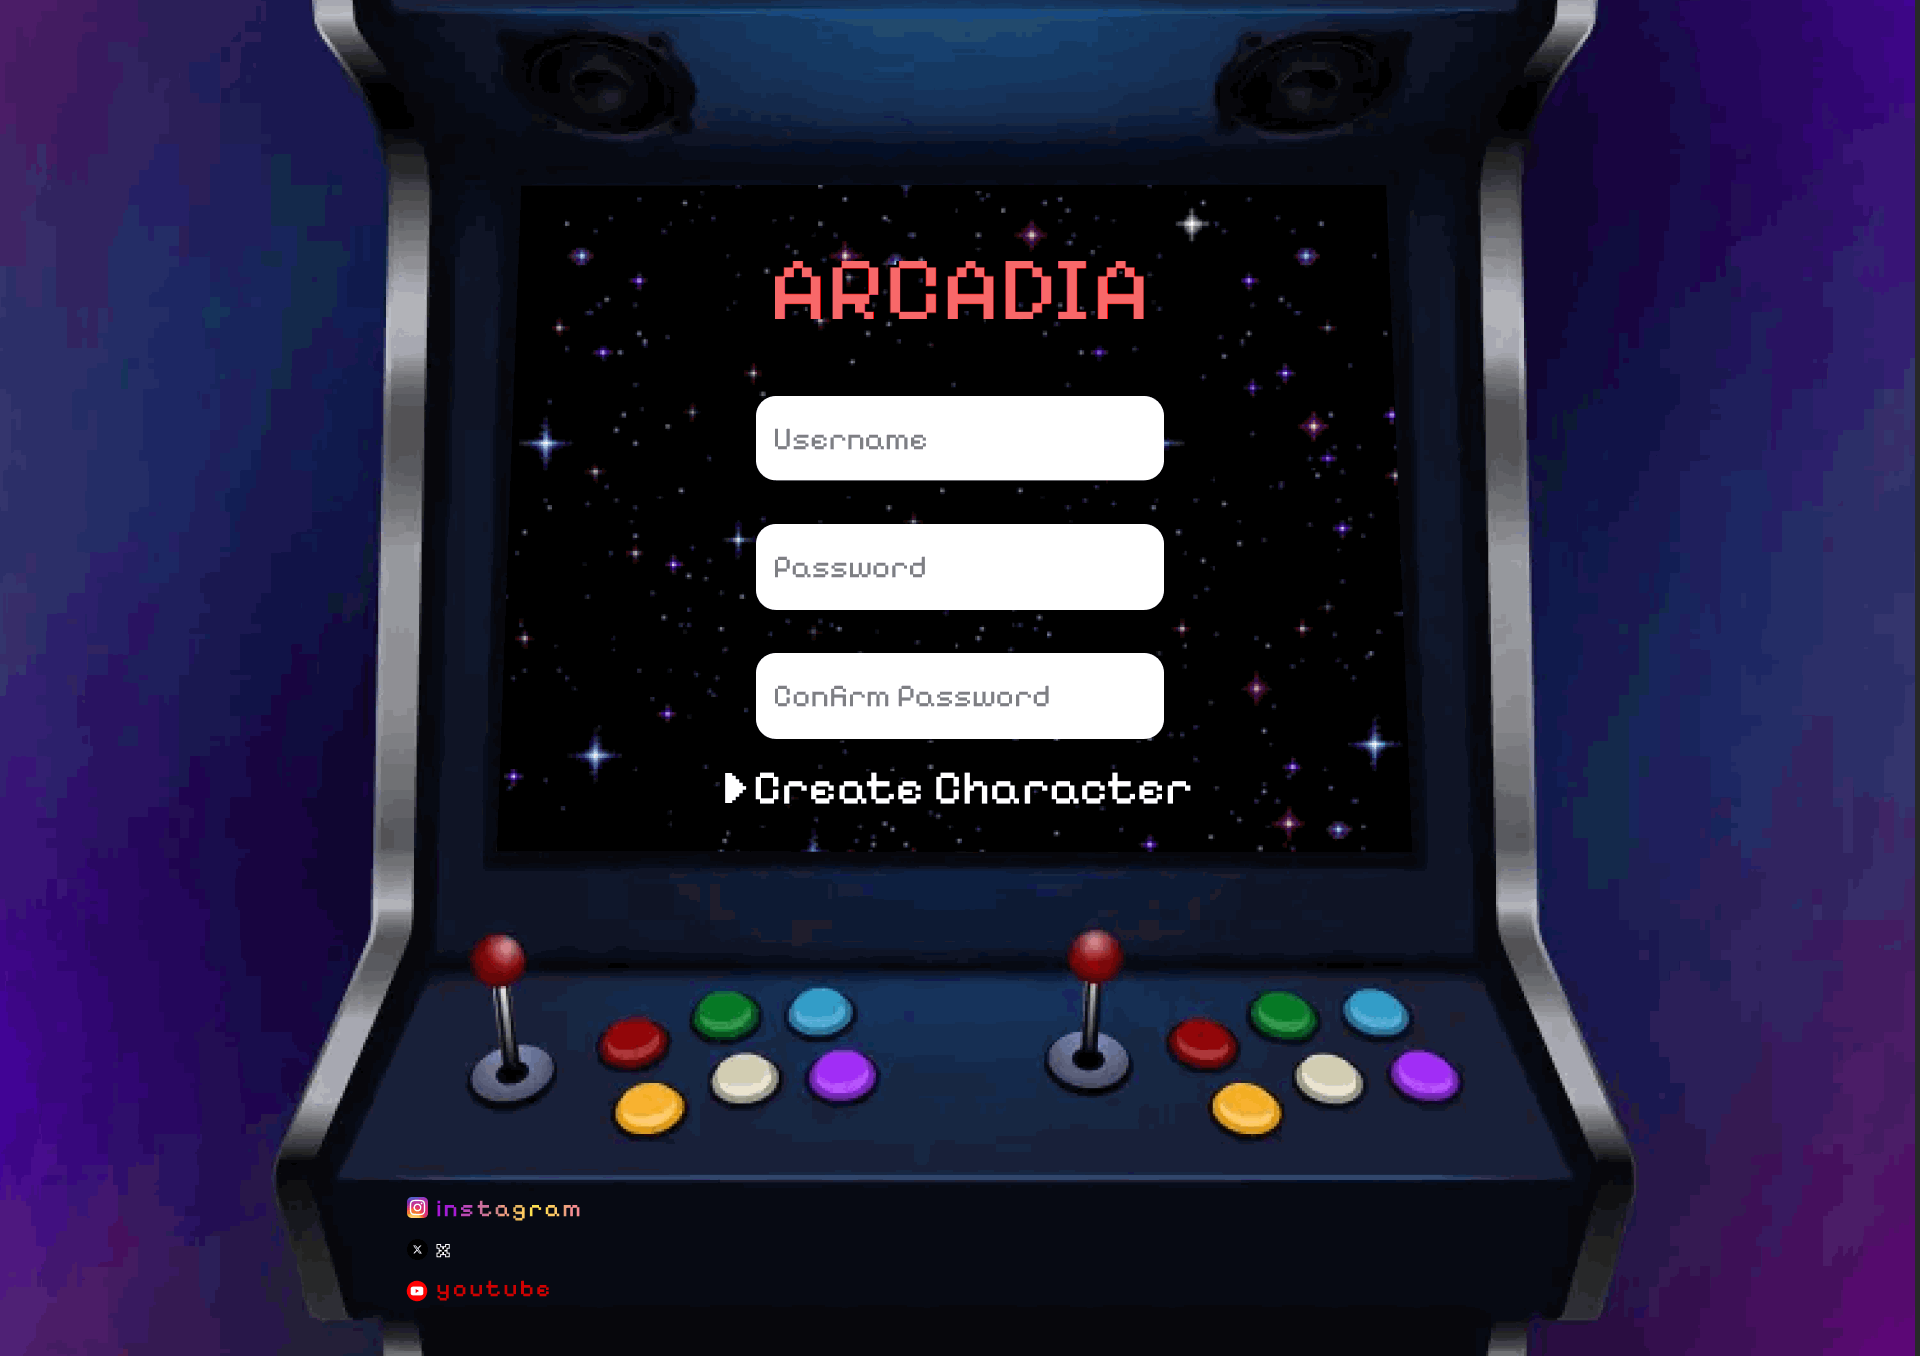 ARCADIA
Username
Password
Confirm Password
Create Character
instagram
X X
youtube